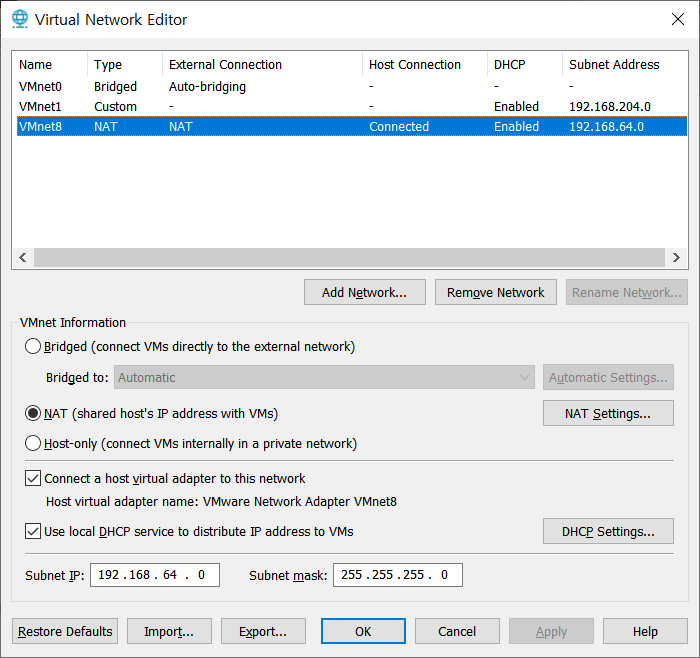 Virtual Network Editor
Name Type External Connection Host Connection DHCP Subnet Address
VMnet0 Bridged Auto-bridging - - -
VMnet1 Custom - - Enabled 192.168.204.0
VMnet8 NAT NAT Connected Enabled 192.168.64.0
Add Network... Remove Network Rename Network...
VMnet Information
Bridged (connect VMs directly to the external network)
Bridged to: Automatic Automatic Settings...
NAT (shared host's IP address with VMs) NAT Settings...
Host-only (connect VMs internally in a private network)
Connect a host virtual adapter to this network
Host virtual adapter name: VMware Network Adapter VMnet8
Use local DHCP service to distribute IP address to VMs DHCP Settings...
Subnet IP: 192 . 168 . 64 . 0 Subnet mask: 255 . 255 . 255 . 0
Restore Defaults Import... Export... OK Cancel Apply Help